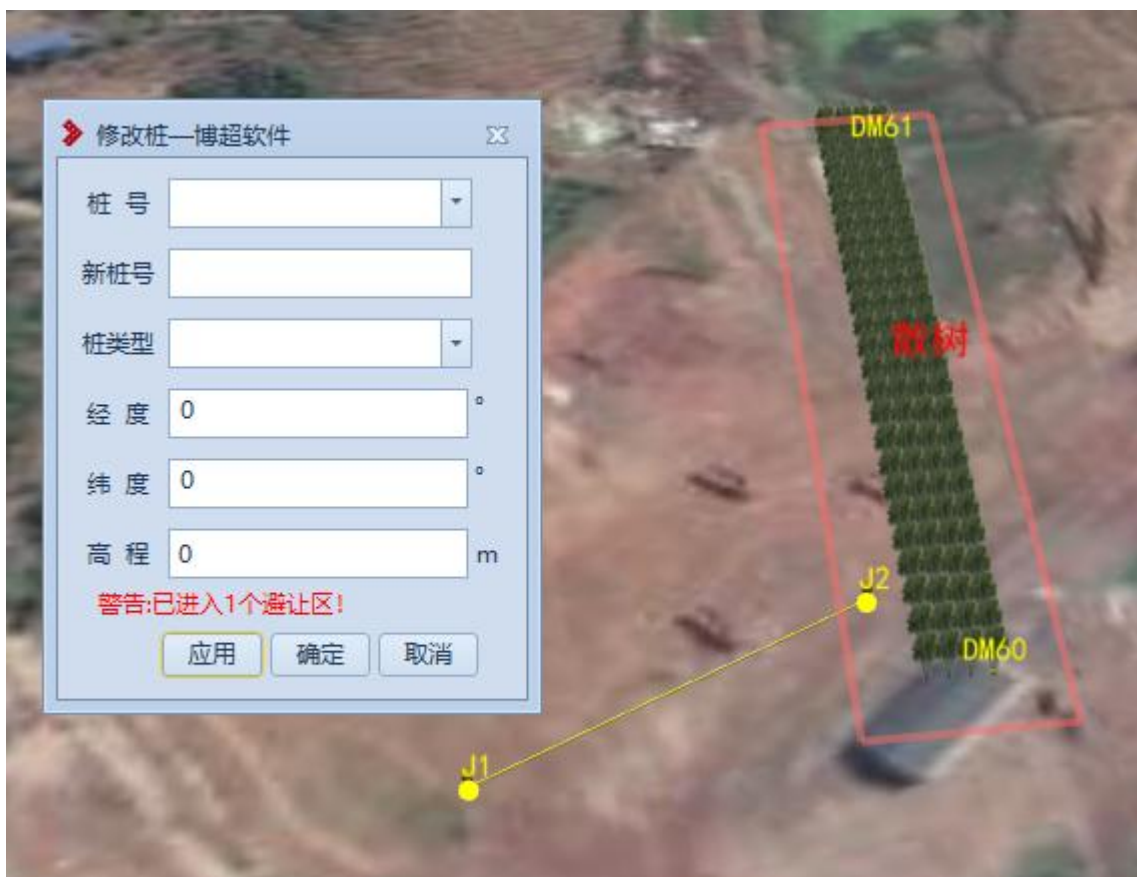 修改桩—博超软件
桩 号
新桩号
桩类型
经 度 0 °
纬 度 0 °
高 程 0 m
警告:已进入1个避让区!
应用 确定 取消
DM61
散树
J2
DM60
J1